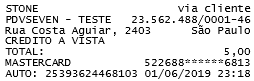 STONE via cliente
PDVSEVEN - TESTE 23.562.488/0001-46
Rua Costa Aguiar, 2403 São Paulo
CREDITO A VISTA
TOTAL: 5,00
MASTERCARD 522688******6813
AUTO: 25393624468103 01/06/2019 23:18